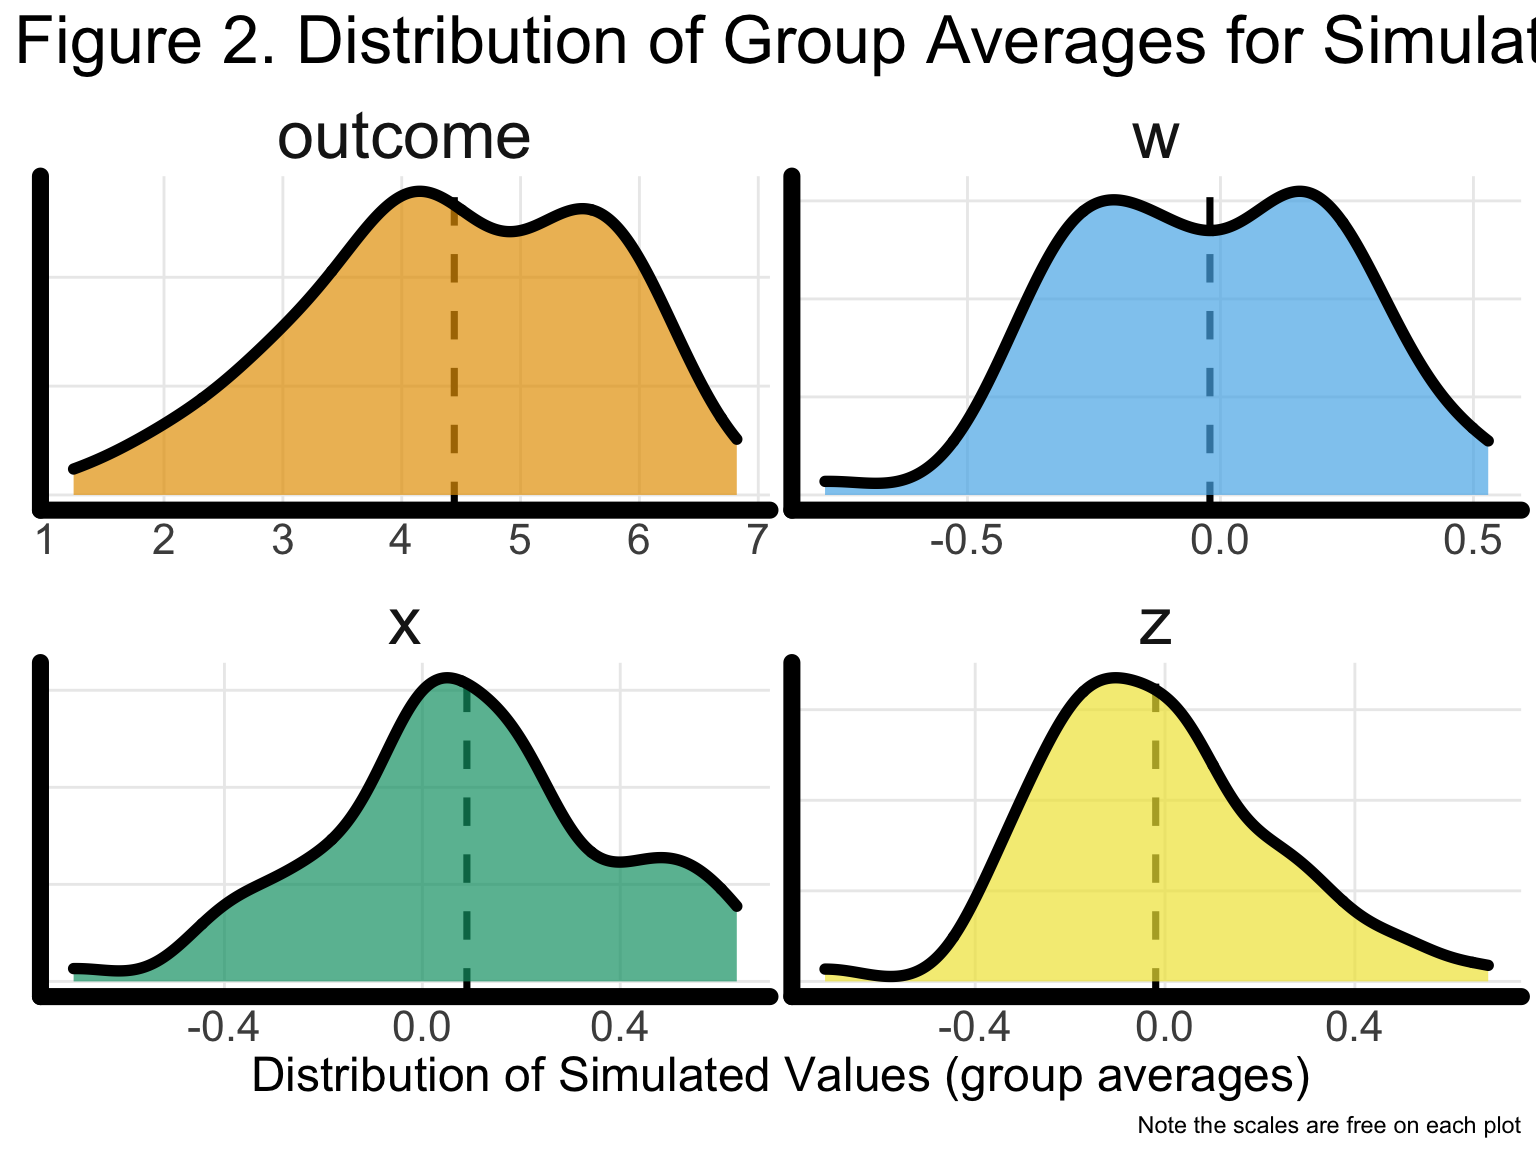 Figure 2. Distribution of Group Averages for Simulat
outcome
w
1 2 3 4 5 6 7
-0.5 0.0 0.5
x
z
-0.4 0.0 0.4
-0.4 0.0 0.4
Distribution of Simulated Values (group averages)
Note the scales are free on each plot